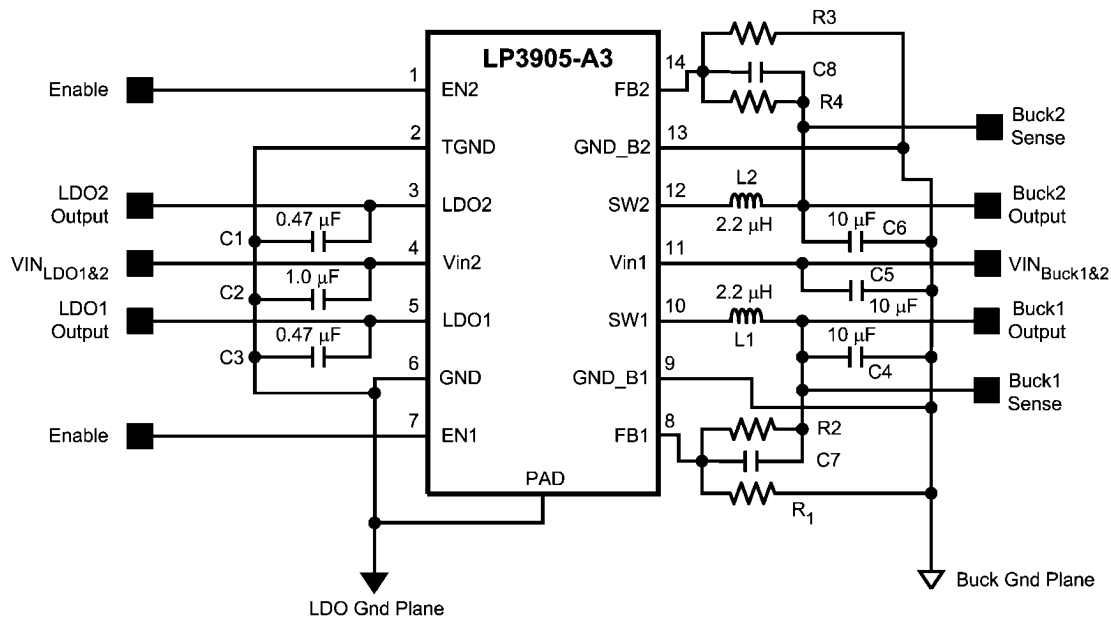 R3
LP3905-A3
14
C8
1
Enable
EN2
FB2
R4
Buck2
Sense
2
13
TGND
GND_B2
LDO2
Output
3
12
L2
LDO2
SW2
2.2 μH
Buck2
Output
0.47 μF
10 μF
C1
C6
4
11
VINLDO1&2
Vin2
Vin1
VINBuck1&2
C2
1.0 μF
C5
10 μF
LDO1
Output
5
10
2.2 μH
LDO1
SW1
L1
Buck1
Output
0.47 μF
10 μF
C3
C4
6
9
GND
GND_B1
Buck1
Sense
7
8
Enable
EN1
FB1
R2
C7
PAD
R1
LDO Gnd Plane
Buck Gnd Plane